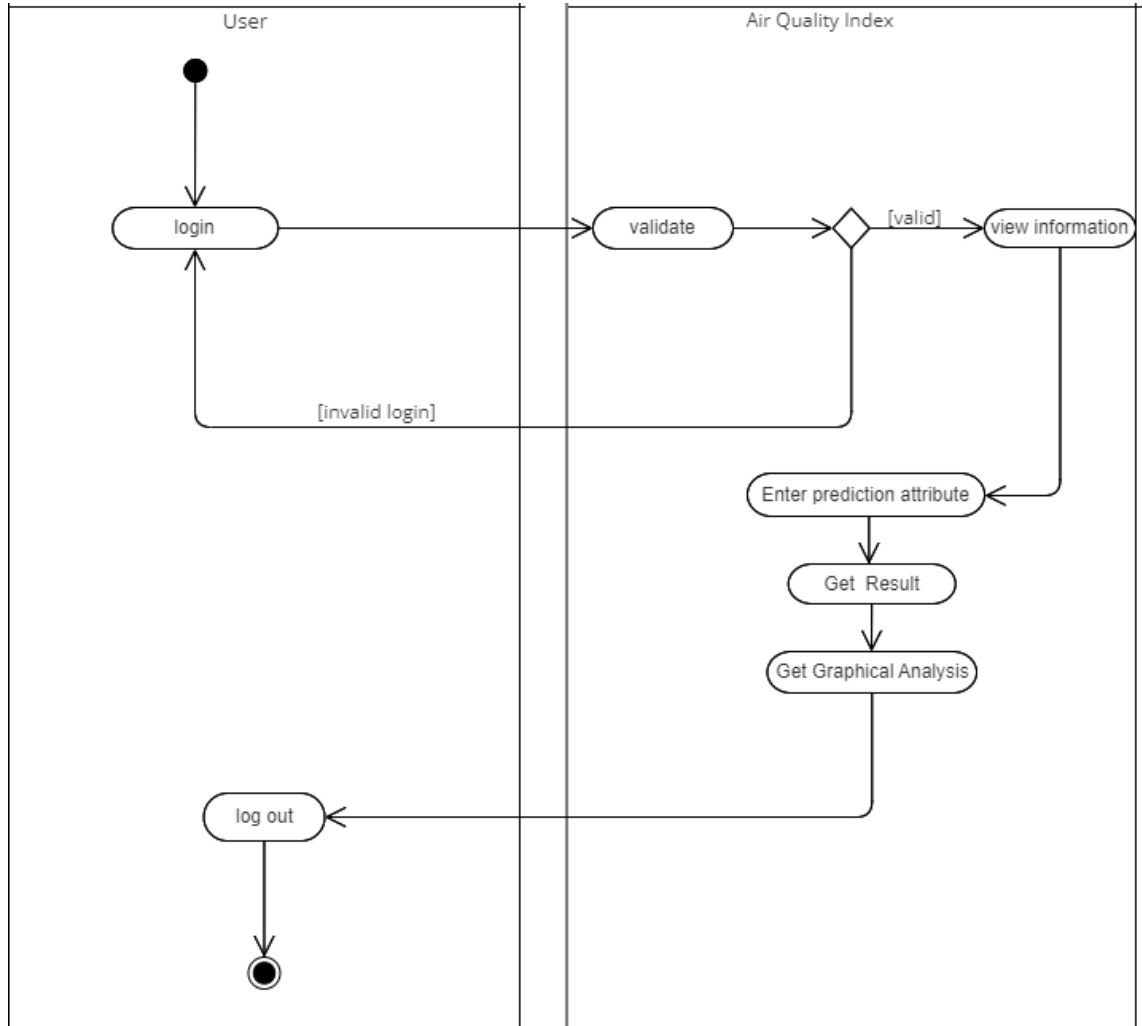 User
Air Quality Index
login
validate
[valid]
view information
[invalid login]
Enter prediction attribute
Get  Result
Get Graphical Analysis
log out